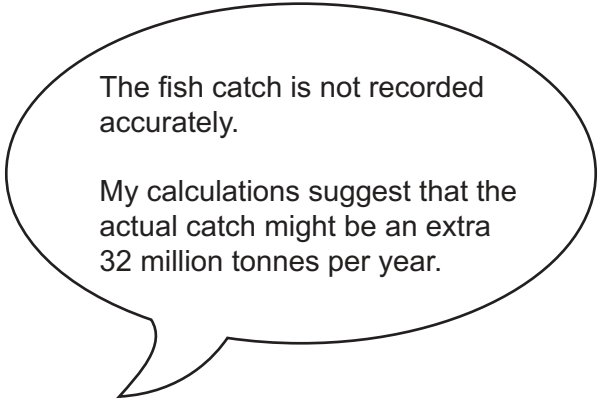 The fish catch is not recorded
accurately.
My calculations suggest that the
actual catch might be an extra
32 million tonnes per year.